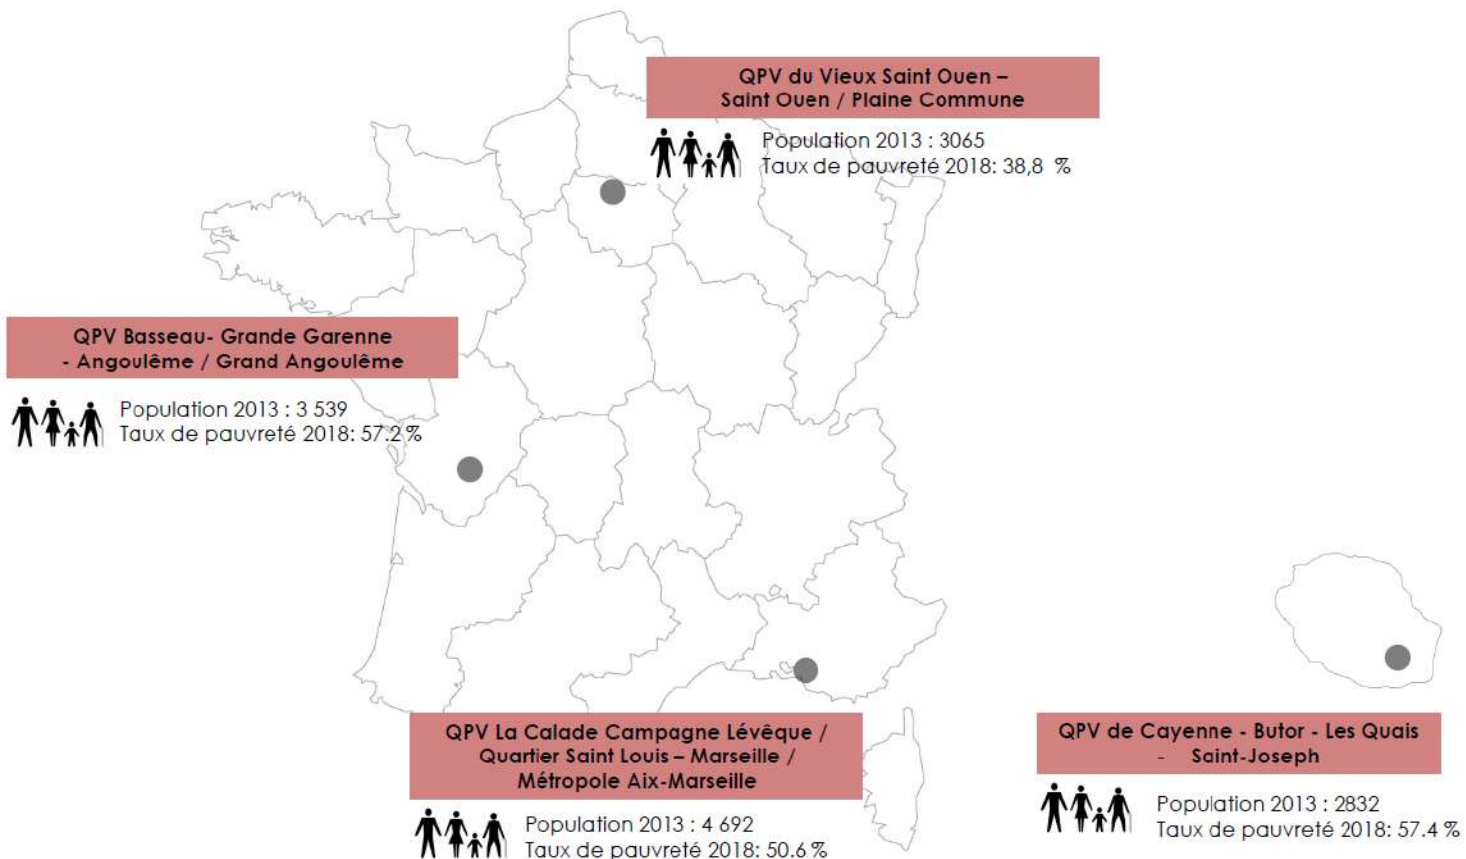 QPV du Vieux Saint Ouen –
Saint Ouen / Plaine Commune
Population 2013 : 3065
Taux de pauvreté 2018: 38,8 %
QPV Basseau- Grande Garenne
- Angoulême / Grand Angoulême
Population 2013 : 3 539
Taux de pauvreté 2018: 57.2 %
QPV La Calade Campagne Lévêque /
Quartier Saint Louis – Marseille /
Métropole Aix-Marseille
Population 2013 : 4 692
Taux de pauvreté 2018: 50.6 %
QPV de Cayenne - Butor - Les Quais
- Saint-Joseph
Population 2013 : 2832
Taux de pauvreté 2018: 57.4 %